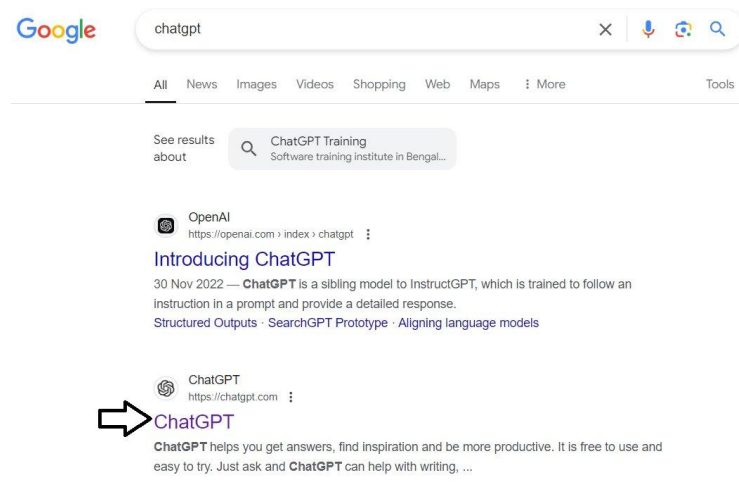 Google
chatgpt
All News Images Videos Shopping Web Maps More Tools
See results about
ChatGPT Training
Software training institute in Bengal...
OpenAI
https://openai.com › index › chatgpt
Introducing ChatGPT
30 Nov 2022 — ChatGPT is a sibling model to InstructGPT, which is trained to follow an
instruction in a prompt and provide a detailed response.
Structured Outputs · SearchGPT Prototype · Aligning language models
ChatGPT
https://chatgpt.com
ChatGPT
ChatGPT helps you get answers, find inspiration and be more productive. It is free to use and
easy to try. Just ask and ChatGPT can help with writing, ...